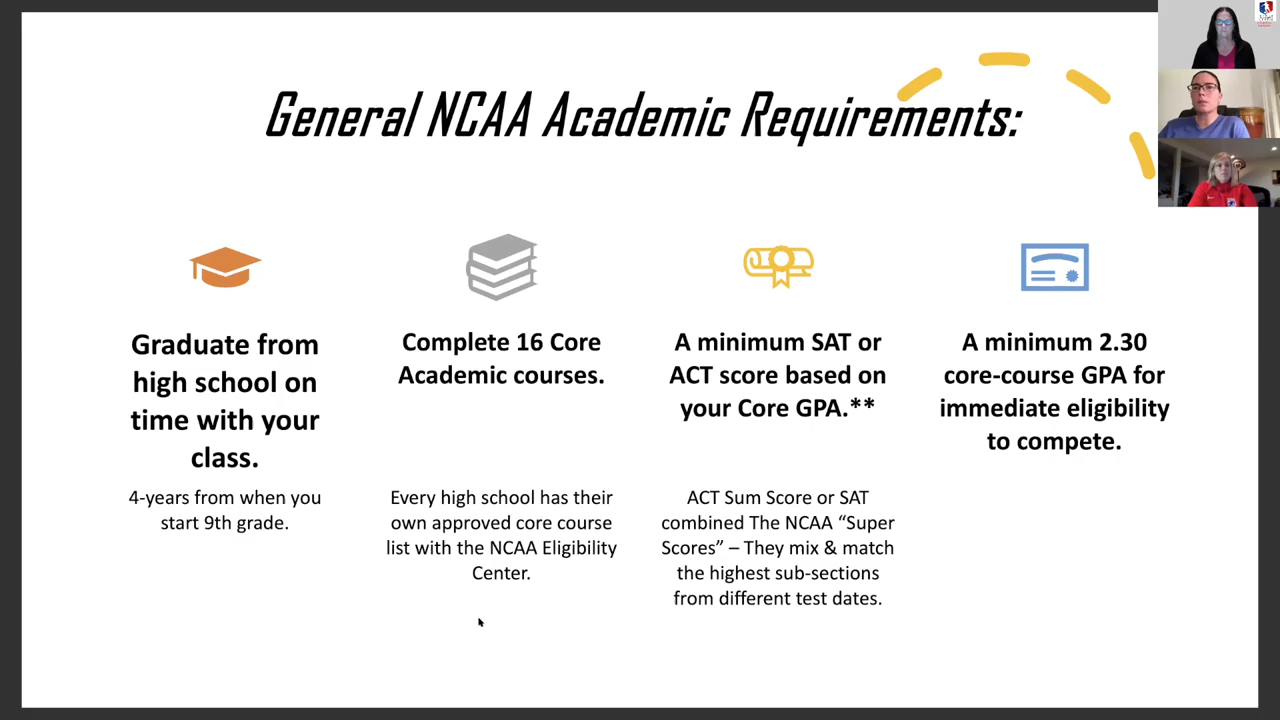 General NCAA Academic Requirements:
Graduate from
high school on
time with your
class.
4-years from when you
start 9th grade.
Complete 16 Core
Academic courses.
Every high school has their
own approved core course
list with the NCAA Eligibility
Center.
A minimum SAT or
ACT score based on
your Core GPA.**
ACT Sum Score or SAT
combined The NCAA “Super
Scores” – They mix & match
the highest sub-sections
from different test dates.
A minimum 2.30
core-course GPA for
immediate eligibility
to compete.